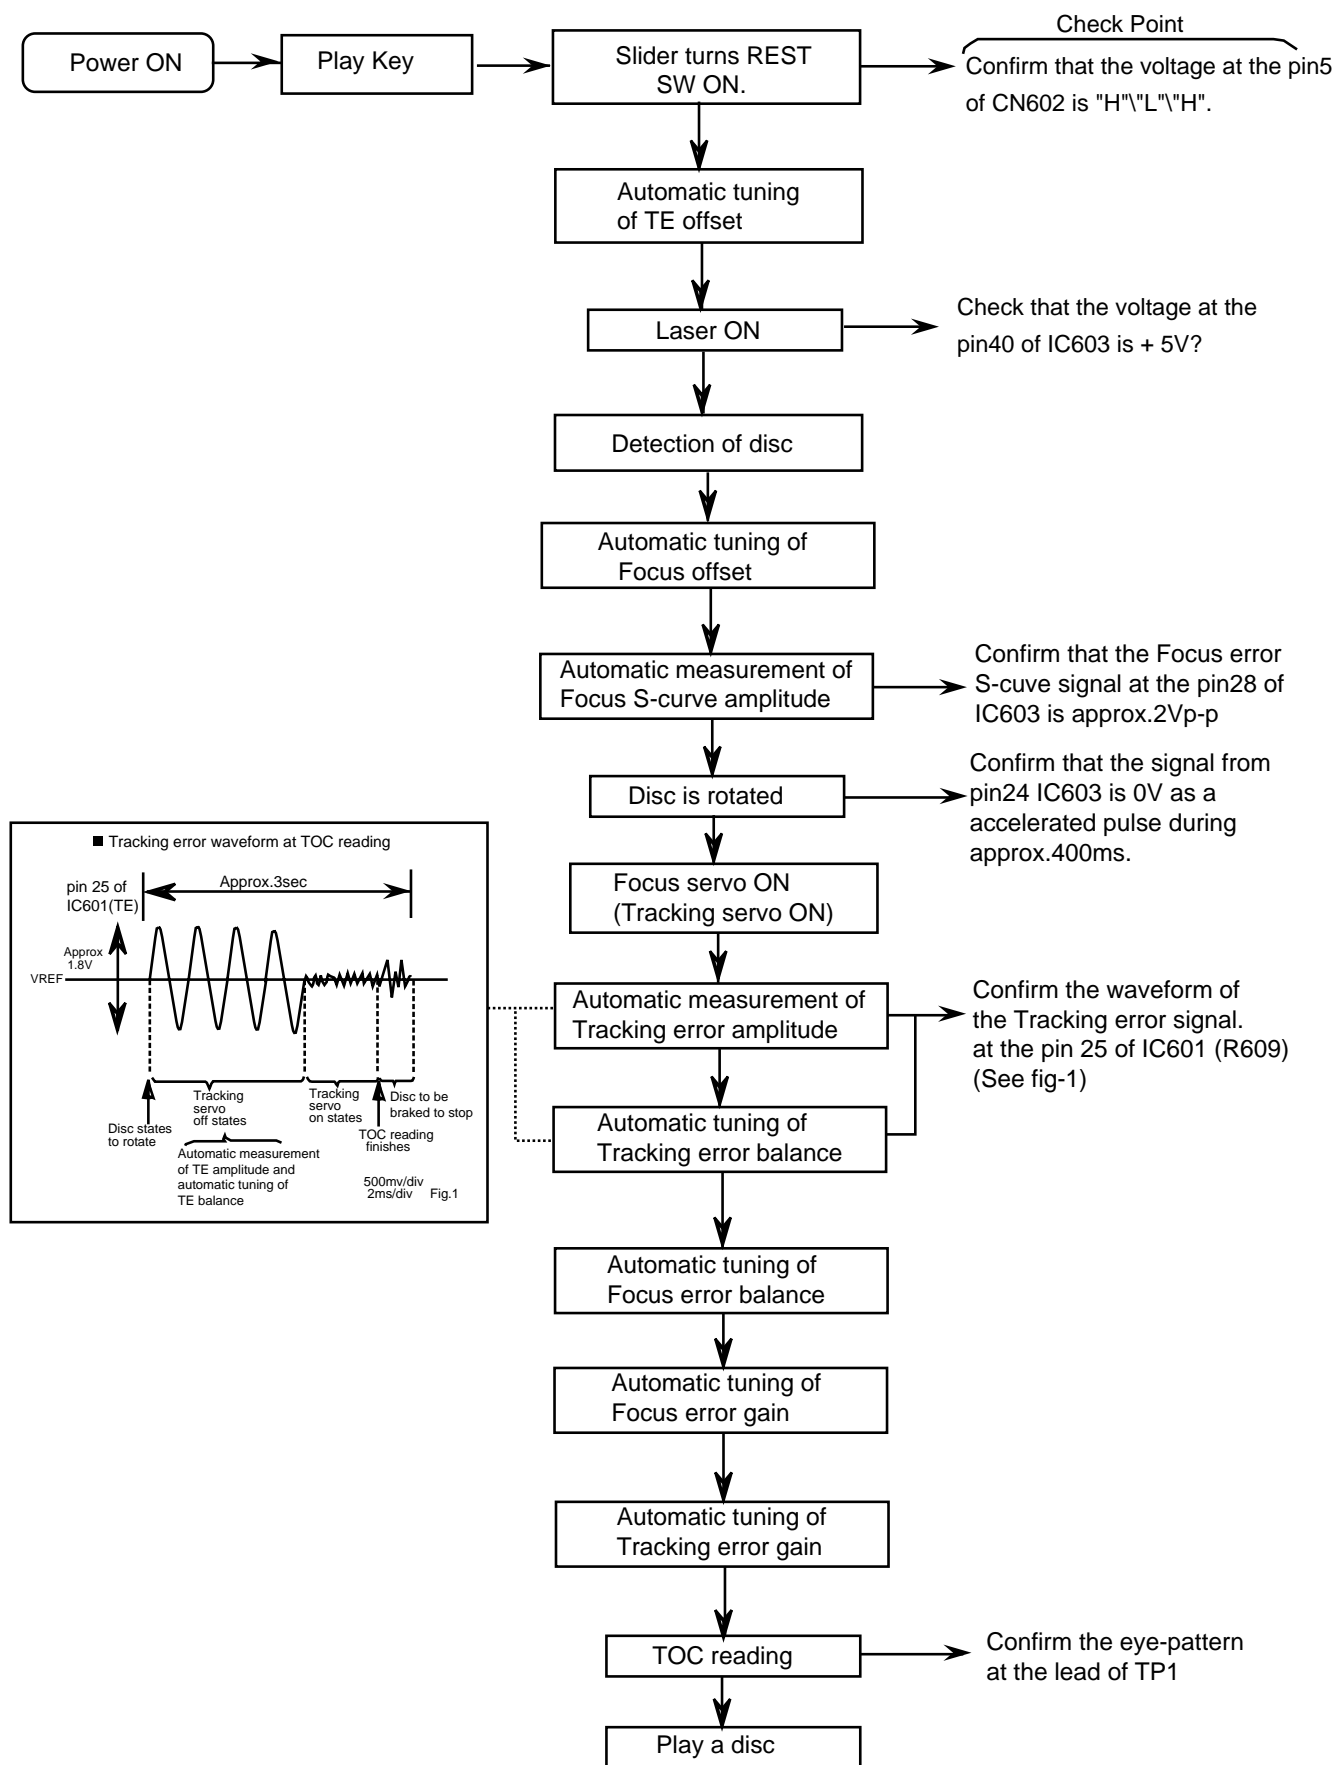 Check Point
Power ON
Play Key
Slider turns REST
SW ON.
Confirm that the voltage at the pin5
of CN602 is "H"\"L"\"H".
Automatic tuning
of TE offset
Laser ON
Check that the voltage at the
pin40 of IC603 is + 5V?
Detection of disc
Automatic tuning of
Focus offset
Automatic measurement of
Focus S-curve amplitude
Confirm that the Focus error
S-cuve signal at the pin28 of
IC603 is approx.2Vp-p
Disc is rotated
Confirm that the signal from
pin24 IC603 is 0V as a
accelerated pulse during
approx.400ms.
Focus servo ON
(Tracking servo ON)
■ Tracking error waveform at TOC reading
pin 25 of
IC601(TE)
Approx.3sec
Approx
1.8V
VREF
Tracking
servo
off states
Tracking
servo
on states
Disc to be
braked to stop
Disc states
to rotate
TOC reading
finishes
Automatic measurement
of TE amplitude and
automatic tuning of
TE balance
500mv/div
2ms/div
Fig.1
Automatic measurement of
Tracking error amplitude
Confirm the waveform of
the Tracking error signal.
at the pin 25 of IC601 (R609)
(See fig-1)
Automatic tuning of
Tracking error balance
Automatic tuning of
Focus error balance
Automatic tuning of
Focus error gain
Automatic tuning of
Tracking error gain
TOC reading
Confirm the eye-pattern
at the lead of TP1
Play a disc